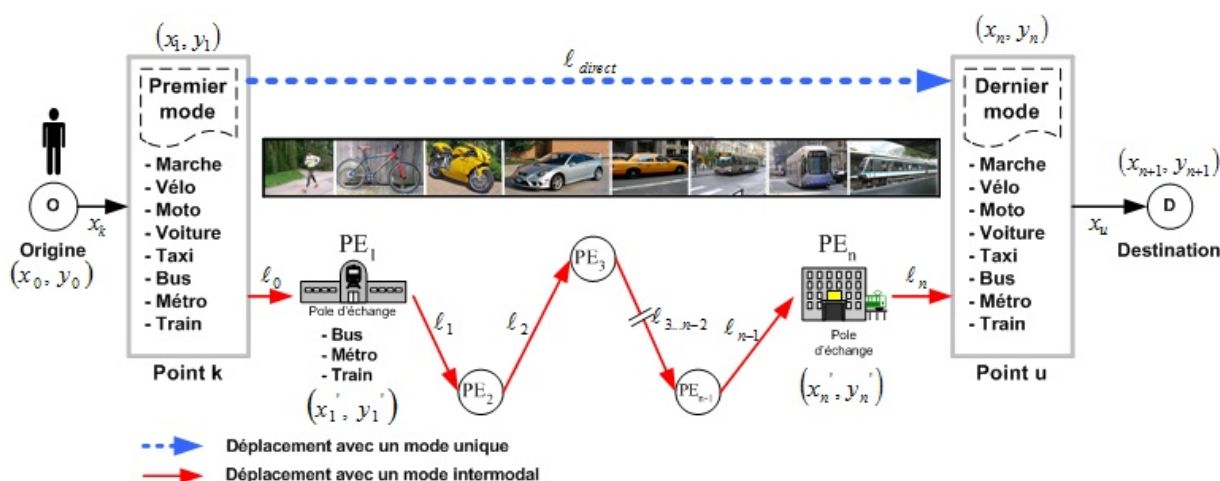 (x₁, y₁)
(xₙ, yₙ)
ℓ direct
Premier
mode
Dernier
mode
- Marche
- Vélo
- Moto
- Voiture
- Taxi
- Bus
- Métro
- Train
- Marche
- Vélo
- Moto
- Voiture
- Taxi
- Bus
- Métro
- Train
O
xₖ
Origine
(x₀, y₀)
(xₙ₊₁, yₙ₊₁)
D
xᵤ
Destination
ℓ₀
PE₁
Pole d'échange
- Bus
- Métro
- Train
(x₁', y₁')
ℓ₁
PE₂
ℓ₂
PE₃
ℓ₃...ₙ₋₂
PEₙ₋₁
ℓₙ₋₁
PEₙ
Pole
d'échange
(xₙ', yₙ')
ℓₙ
Point k
Point u
Déplacement avec un mode unique
Déplacement avec un mode intermodal